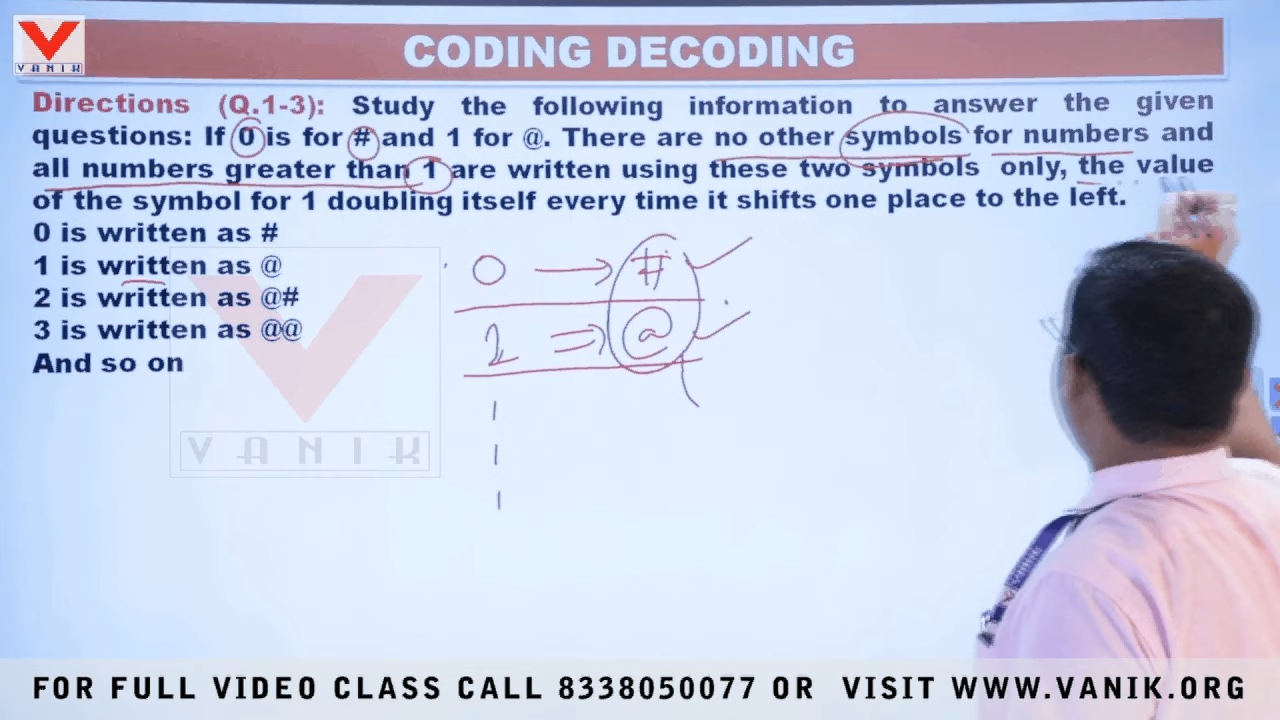 VANIK
CODING DECODING
Directions (Q.1-3): Study the following information to answer the given
questions: If 0 is for # and 1 for @. There are no other symbols for numbers and
all numbers greater than 1 are written using these two symbols only, the value
of the symbol for 1 doubling itself every time it shifts one place to the left.
0 is written as #
1 is written as @
2 is written as @#
3 is written as @@
And so on
0 → #
1 ⇒ @
VANIK
FOR FULL VIDEO CLASS CALL 8338050077 OR VISIT WWW.VANIK.ORG